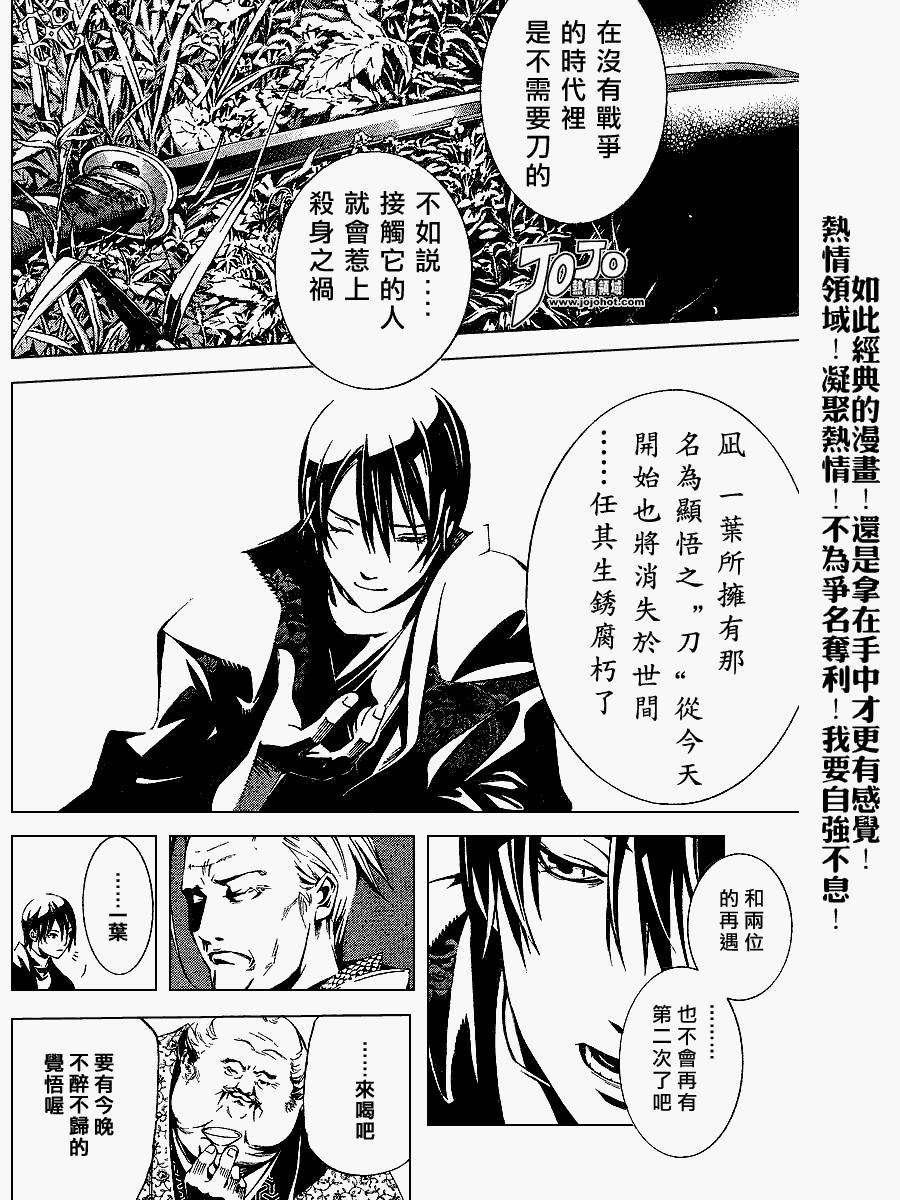 在沒有戰爭
的時代裡
是不需要刀的
不如說‥‥
接觸它的人
就會惹上
殺身之禍
JOJO
熱情領域
www.jojohot.com
凪 一葉所擁有那
名為顯悟之”刀“從今天
開始也將消失於世間
……任其生銹腐朽了
和兩位
的再遇
………
也不會再有
第二次了吧
……一葉
……來喝吧
要有今晚
不醉不歸的
覺悟喔
如此經典的漫畫！還是拿在手中才更有感覺！
熱情領域！凝聚熱情！不為爭名奪利！我要自強不息！